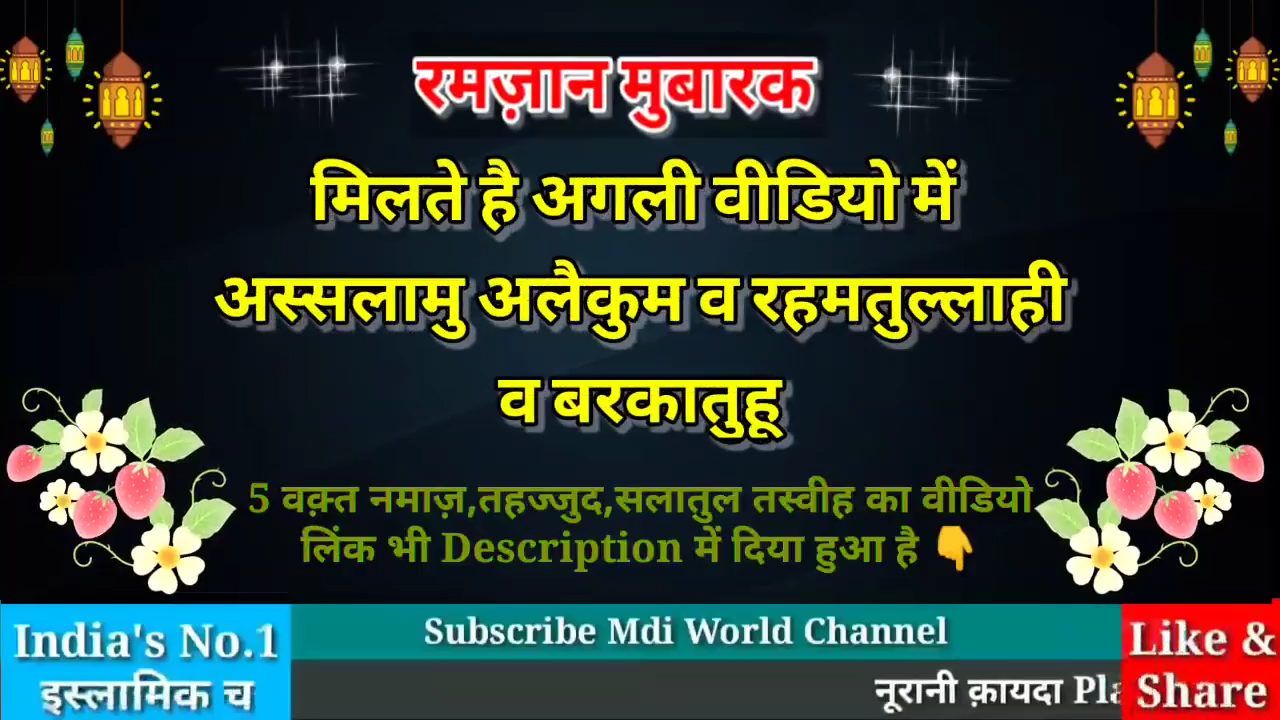 रमज़ान मुबारक
मिलते है अगली वीडियो में
अस्सलामु अलैकुम व रहमतुल्लाही
व बरकातुहू
5 वक़्त नमाज़,तहज्जुद,सलातुल तस्वीह का वीडियो
लिंक भी Description में दिया हुआ है 👇
India's No.1
इस्लामिक च
Subscribe Mdi World Channel
नूरानी क़ायदा Pla
Like &
Share